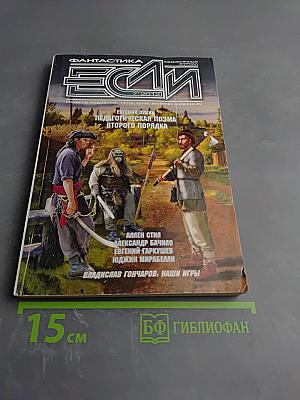 ФАНТАСТИКА
ЕСЛИ
ПЕДАГОГИЧЕСКАЯ ПОЭМА
ВТОРОГО ПОРЯДКА
АЛЛЕН СТИЛ
АЛЕКСАНДР БАЧИЛО
ЕВГЕНИЙ ГАРКУШЕВ
ЮДЖИН МИРАБЕЛЛИ
ВЛАДИСЛАВ ГОНЧАРОВ: НАШИ ИГРЫ
15 см
БФ ГИБЛИОФАН